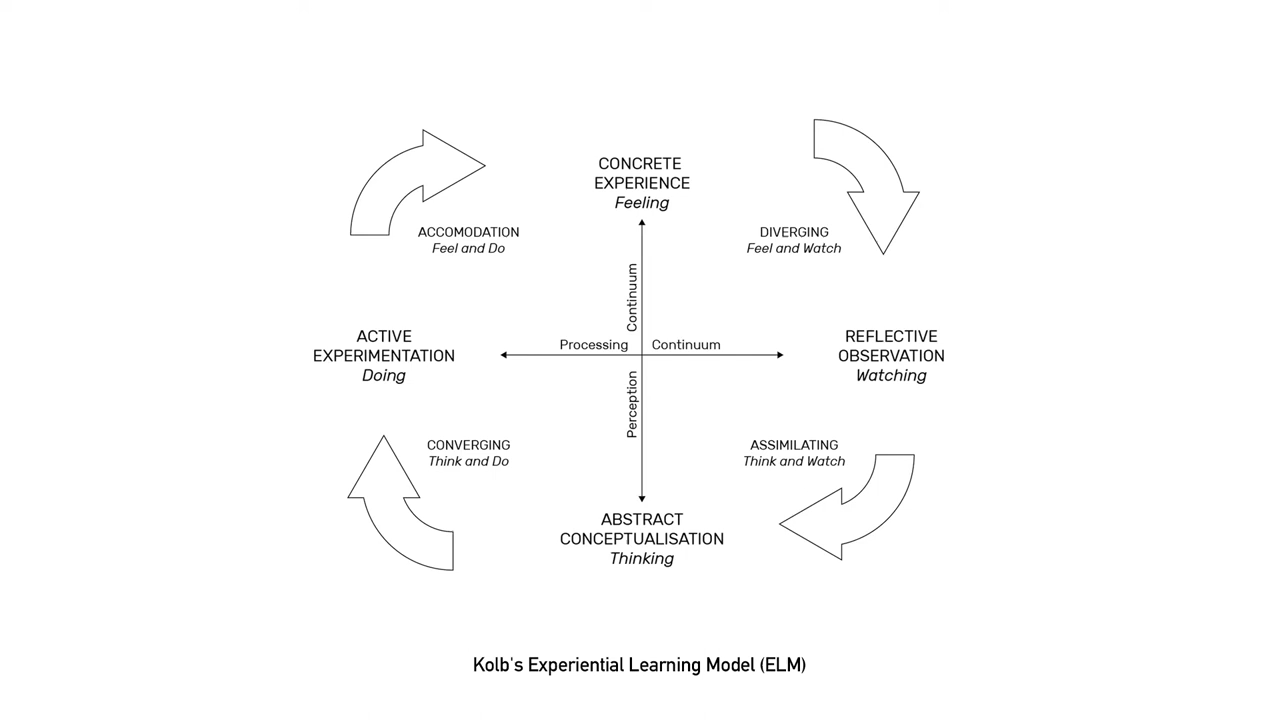 CONCRETE
EXPERIENCE
Feeling
ACCOMODATION
Feel and Do
DIVERGING
Feel and Watch
Continuum
ACTIVE
EXPERIMENTATION
Doing
Processing
Continuum
REFLECTIVE
OBSERVATION
Watching
Perception
CONVERGING
Think and Do
ASSIMILATING
Think and Watch
ABSTRACT
CONCEPTUALISATION
Thinking
Kolb's Experiential Learning Model (ELM)